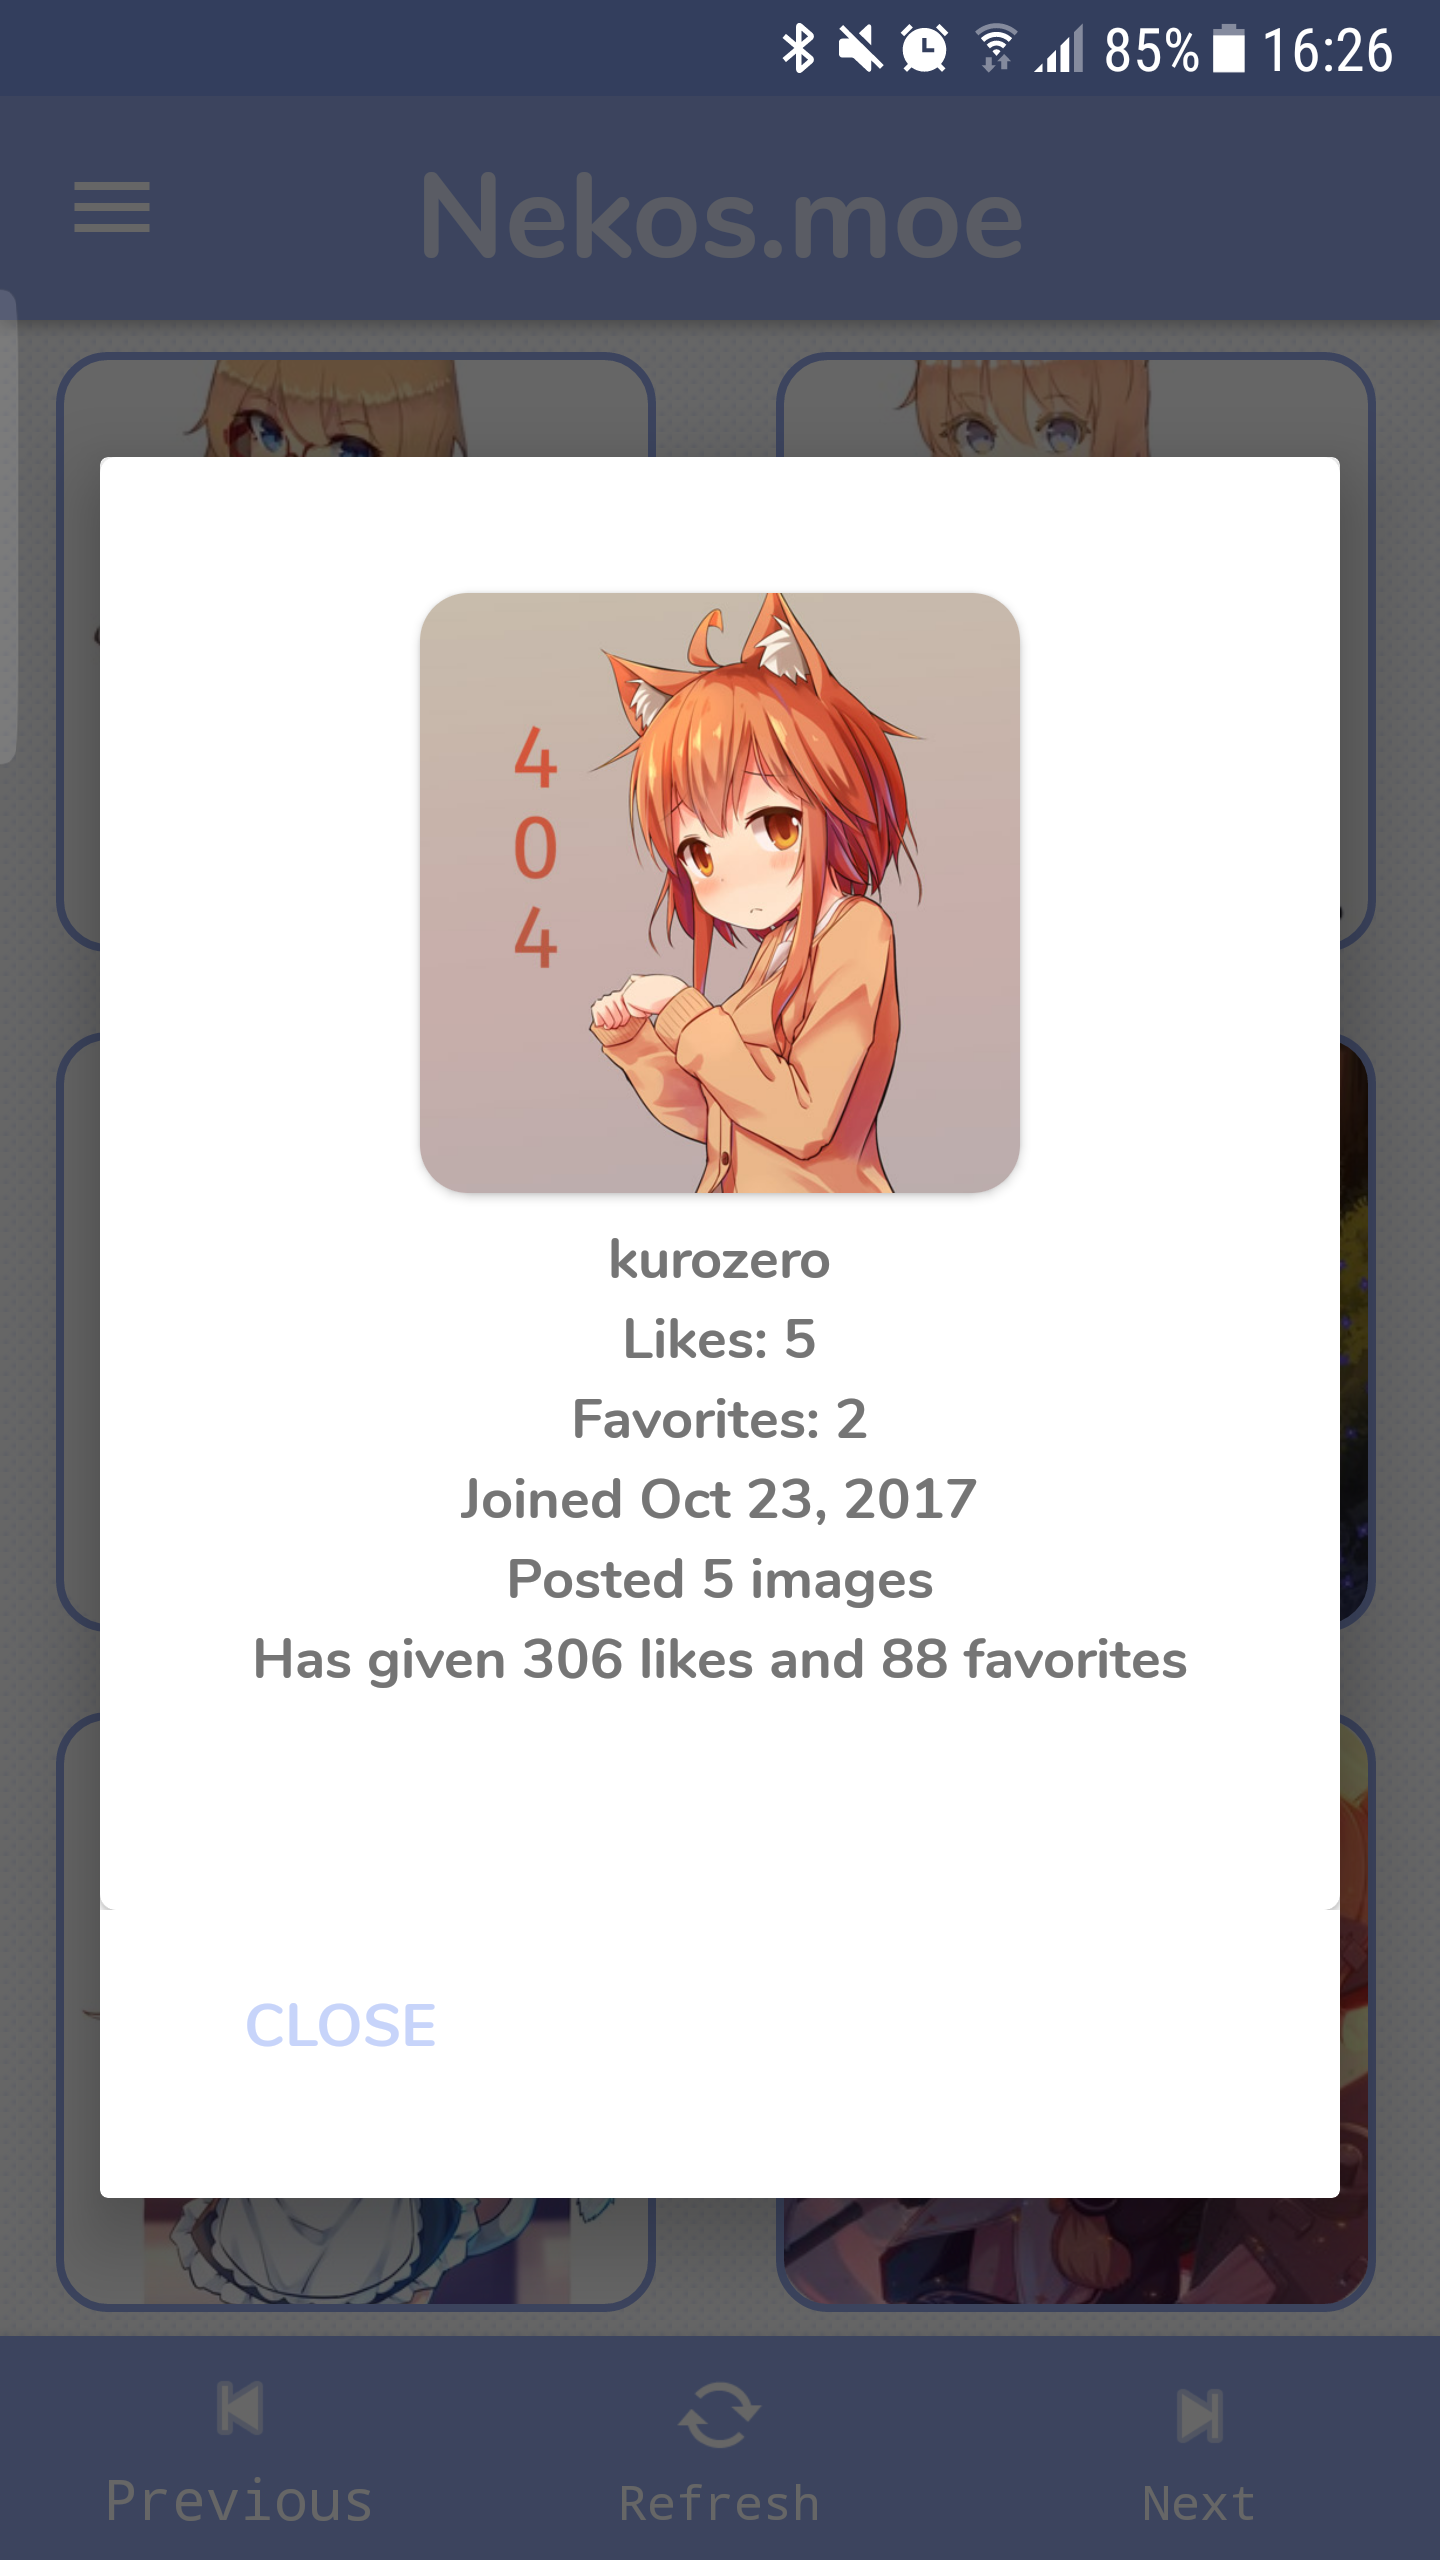 85% 16:26
Nekos.moe
4
0
4
kurozero
Likes: 5
Favorites: 2
Joined Oct 23, 2017
Posted 5 images
Has given 306 likes and 88 favorites
CLOSE
Previous Refresh Next